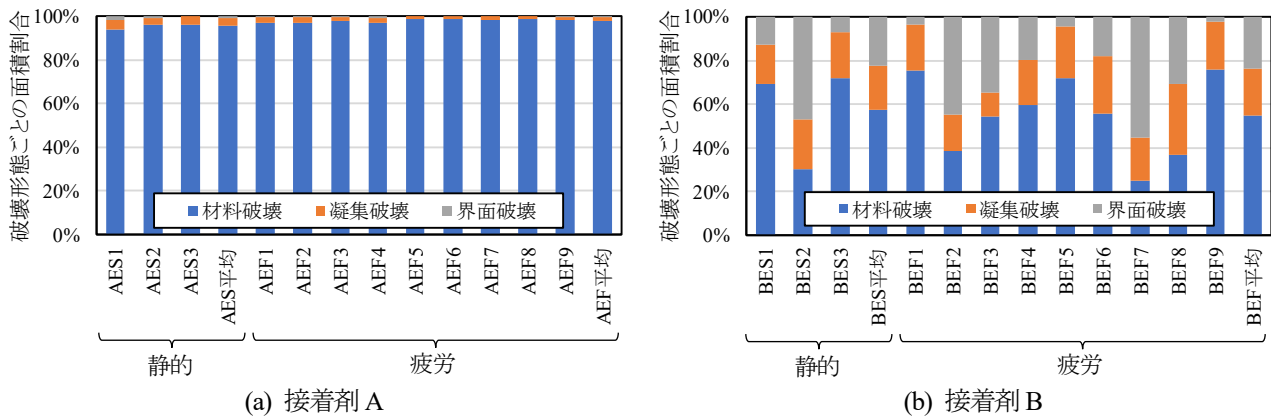 破壊形態ごとの面積割合
100%
80%
60%
40%
20%
0%
材料破壊 凝集破壊 界面破壊
AES1 AES2 AES3 AES平均 AEF1 AEF2 AEF3 AEF4 AEF5 AEF6 AEF7 AEF8 AEF9 AEF平均
静的 疲労
(a) 接着剤 A
破壊形態ごとの面積割合
100%
80%
60%
40%
20%
0%
材料破壊 凝集破壊 界面破壊
BES1 BES2 BES3 BES平均 BEF1 BEF2 BEF3 BEF4 BEF5 BEF6 BEF7 BEF8 BEF9 BEF平均
静的 疲労
(b) 接着剤 B